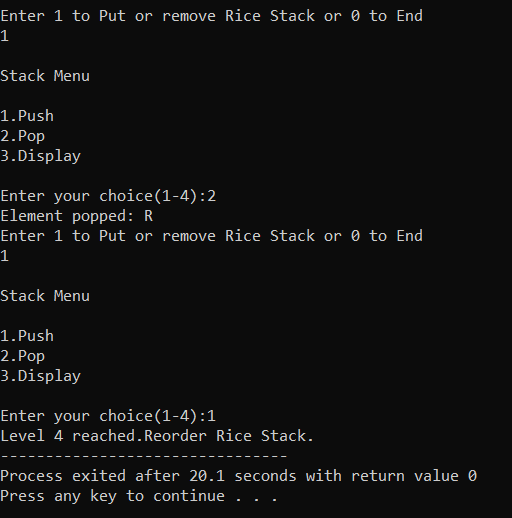 Enter 1 to Put or remove Rice Stack or 0 to End
1
Stack Menu
1.Push
2.Pop
3.Display
Enter your choice(1-4):2
Element popped: R
Enter 1 to Put or remove Rice Stack or 0 to End
1
Stack Menu
1.Push
2.Pop
3.Display
Enter your choice(1-4):1
Level 4 reached.Reorder Rice Stack.
--------------------------------
Process exited after 20.1 seconds with return value 0
Press any key to continue . . .